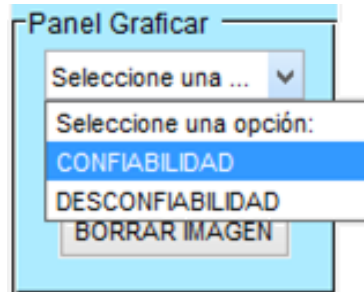 Panel Graficar
Seleccione una ...
Seleccione una opción:
CONFIABILIDAD
DESCONFIABILIDAD
BORRAR IMAGEN